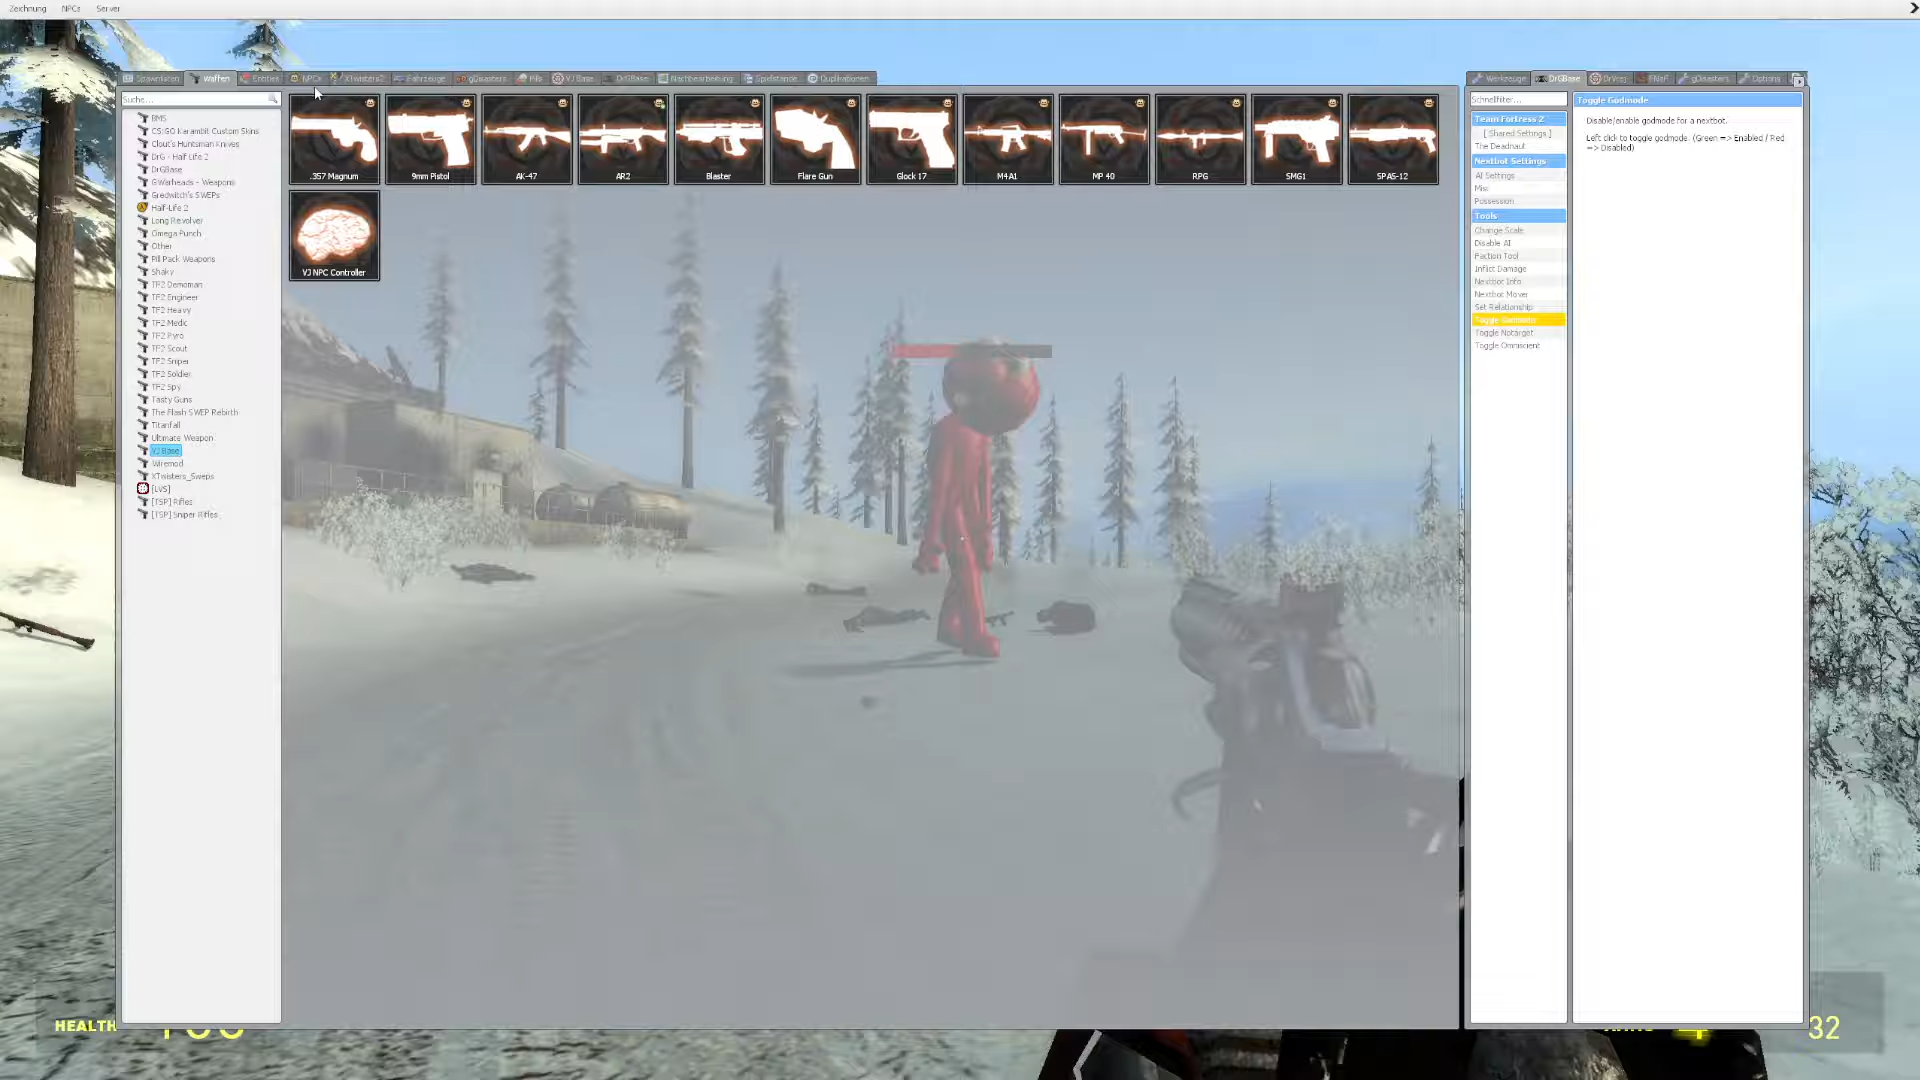 Zeichnung NPCs Server
Spawnlisten Waffen Entities NPCs XTwisters2 Fahrzeuge gDisasters VJ Base DrGBase Nachbearbeitung Spielstände Duplikationen
Suche...
BMS
CS:GO Karambit Custom Skins
Clout's Huntsman Knives
DrG - Half Life 2
DrGBase
GWarheads - Weapons
Gredwitch's SWEPs
Half-Life 2
Long Revolver
Omega Punch
Other
Pill Pack Weapons
Shaky
TF2 Demoman
TF2 Engineer
TF2 Heavy
TF2 Medic
TF2 Pyro
TF2 Scout
TF2 Sniper
TF2 Soldier
TF2 Spy
Tasty Guns
The Flash SWEP Rebirth
Titanfall
Ultimate Weapon
VJ Base
Wiremod
XTwisters_Sweps
[LVS]
[TSP] Rifles
[TSP] Sniper Rifles
.357 Magnum 9mm Pistol AK-47 AR2 Blaster Flare Gun Glock 17 M4A1 MP 40 RPG SMG1 SPAS-12
VJ NPC Controller
Werkzeuge DrGBase DrVrej FNaF gDisasters Options
Schnellfilter...
Team Fortress 2
[ Shared Settings ]
The Deadnaut
Nextbot Settings
AI Settings
Misc
Possession
Tools
Change Scale
Disable AI
Faction Tool
Inflict Damage
Nextbot Info
Nextbot Mover
Set Relationship
Toggle Godmode
Toggle Notarget
Toggle Omniscient
Toggle Godmode
Disable/enable godmode for a nextbot.
Left click to toggle godmode. (Green => Enabled / Red
=> Disabled)
HEALTH 100
32